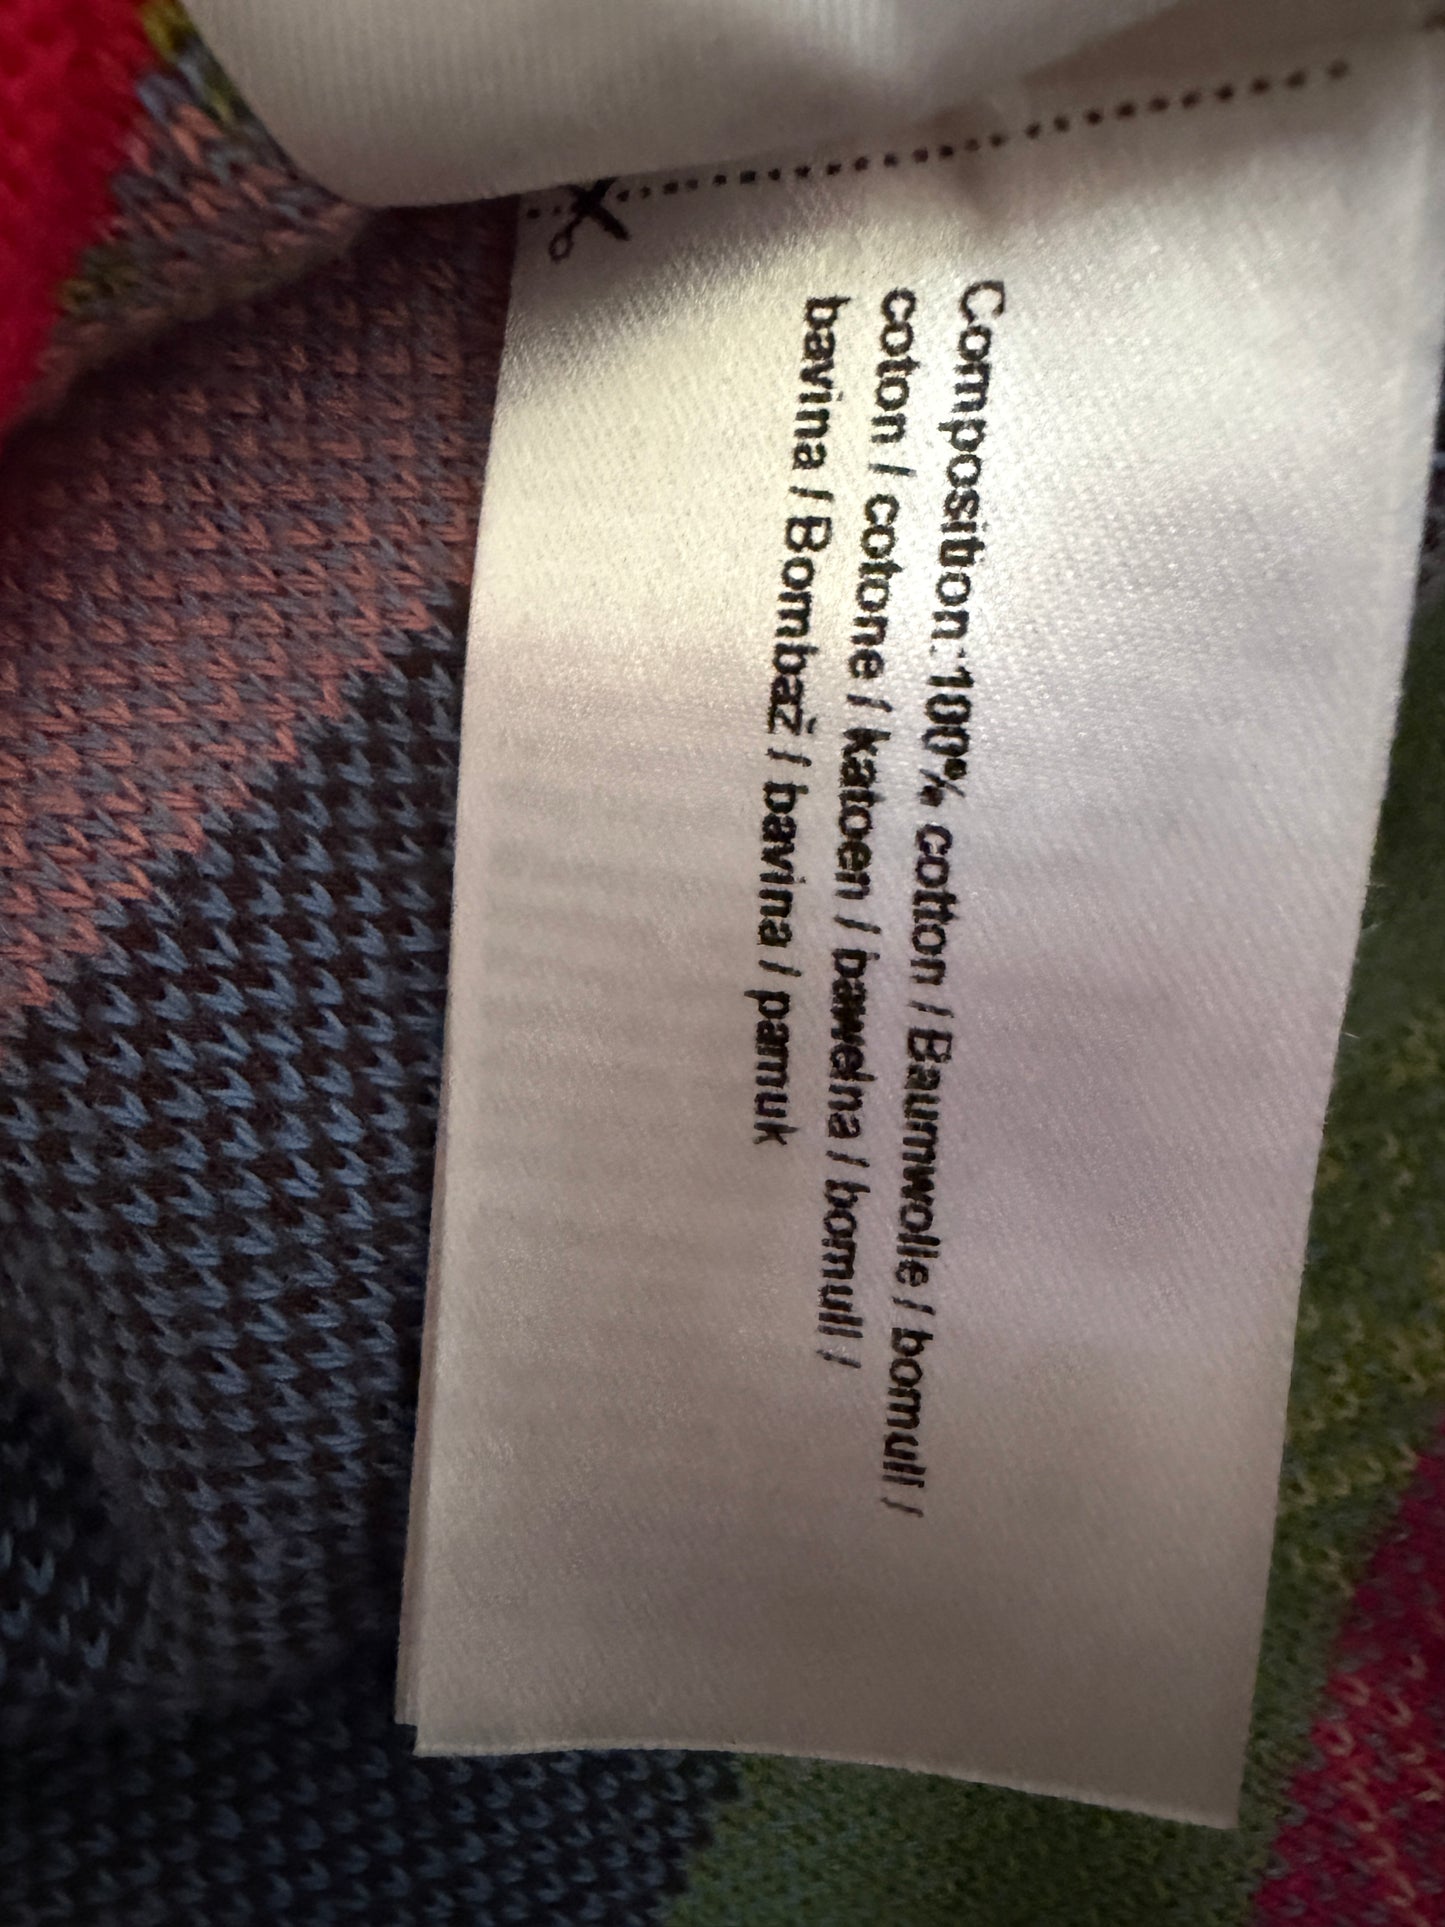 Composition: 100% cotton / Baumwolle / bomull /
coton / cotone / katoen / bawełna / bomull /
bavlna / Bombaž / bavlna / pamuk